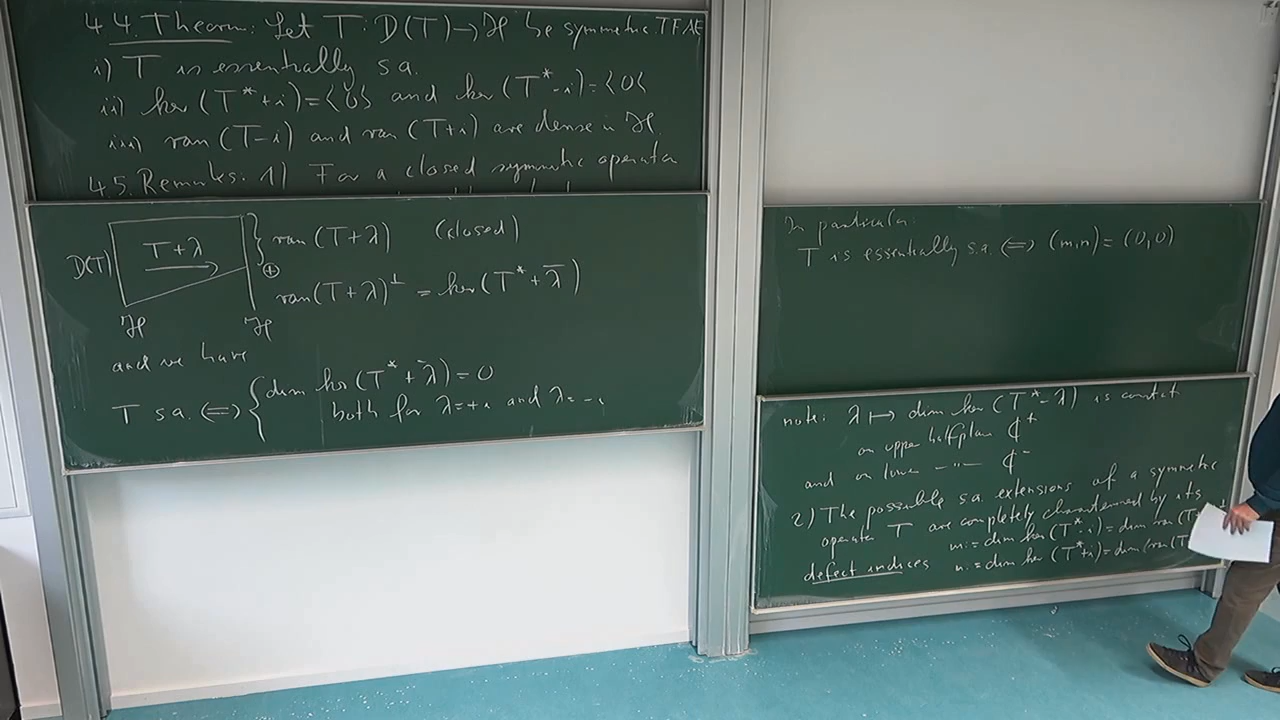 4.4. Theorem: Let T: D(T) → ℋ be symmetric. TFAE
i) T is essentially s.a.
ii) ker (T* + i) = {0} and ker (T* - i) = {0}
iii) ran (T-i) and ran (T+i) are dense in ℋ.
4.5. Remarks: 1) For a closed symmetric operator
D(T) T+λ } ran (T+λ) (closed)
⊕
ran(T+λ)^⊥ = ker (T* + λ̄)
ℋ ℋ
and we have
T s.a. ⇔ { dim ker (T* + λ̄) = 0
both for λ=+i and λ=-i
In particular:
T is essentially s.a. ⇔ (m,n) = (0,0)
note: λ ↦ dim ker (T* - λ) is constant
on upper halfplane ℂ⁺
and on lower —"— ℂ⁻
2) The possible s.a. extensions of a symmetric
operator T are completely characterized by its
defect indices m := dim ker (T* - i) = dim ran (T
n := dim ker (T* + i) = dim (ran (T